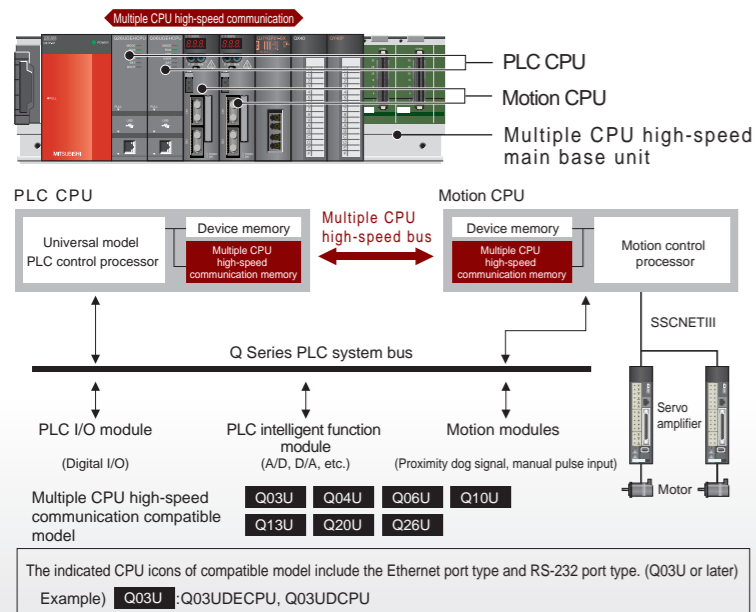 Multiple CPU high-speed communication
Q06UDEHCPU Q06UDEHCPU
QX40
POWER
MITSUBISHI
PLC CPU
Motion CPU
Multiple CPU high-speed
main base unit
PLC CPU
Motion CPU
Universal model
PLC control processor
Device memory
Multiple CPU
high-speed
communication memory
Multiple CPU
high-speed bus
Device memory
Multiple CPU
high-speed
communication memory
Motion control
processor
SSCNETIII
Q Series PLC system bus
PLC I/O module
(Digital I/O)
PLC intelligent function
module
(A/D, D/A, etc.)
Motion modules
(Proximity dog signal, manual pulse input)
Servo
amplifier
Motor
Multiple CPU high-speed
communication compatible
model
Q03U Q04U Q06U Q10U
Q13U Q20U Q26U
The indicated CPU icons of compatible model include the Ethernet port type and RS-232 port type. (Q03U or later)
Example) Q03U :Q03UDECPU, Q03UDCPU